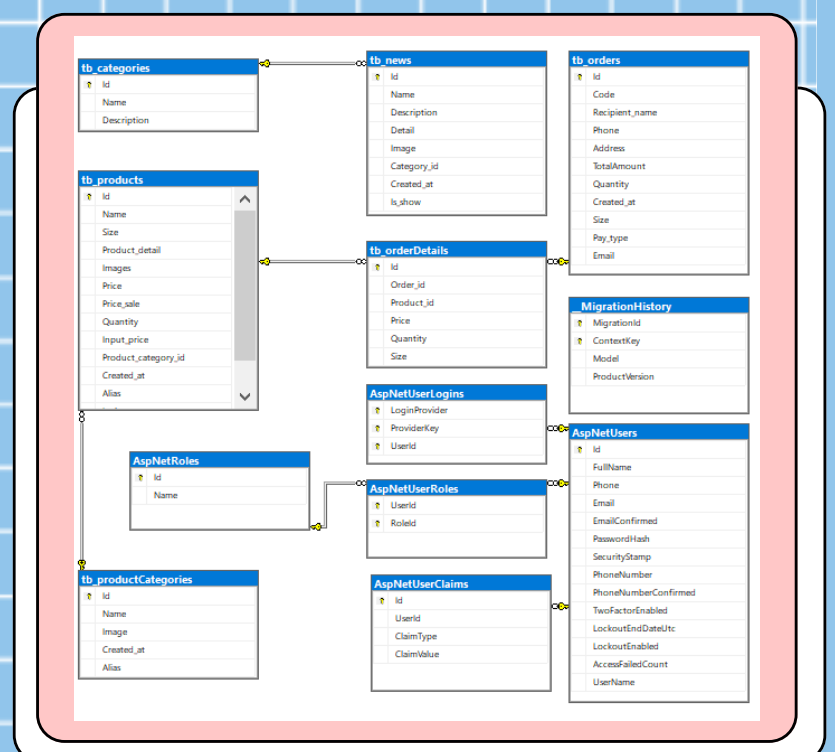 tb_categories
Id
Name
Description
tb_news
Id
Name
Description
Detail
Image
Category_id
Created_at
Is_show
tb_orders
Id
Code
Recipient_name
Phone
Address
TotalAmount
Quantity
Created_at
Size
Pay_type
Email
tb_products
Id
Name
Size
Product_detail
Images
Price
Price_sale
Quantity
Input_price
Product_category_id
Created_at
Alias
tb_orderDetails
Id
Order_id
Product_id
Price
Quantity
Size
__MigrationHistory
MigrationId
ContextKey
Model
ProductVersion
AspNetUserLogins
LoginProvider
ProviderKey
UserId
AspNetUsers
Id
FullName
Phone
Email
EmailConfirmed
PasswordHash
SecurityStamp
PhoneNumber
PhoneNumberConfirmed
TwoFactorEnabled
LockoutEndDateUtc
LockoutEnabled
AccessFailedCount
UserName
AspNetRoles
Id
Name
AspNetUserRoles
UserId
RoleId
tb_productCategories
Id
Name
Image
Created_at
Alias
AspNetUserClaims
Id
UserId
ClaimType
ClaimValue